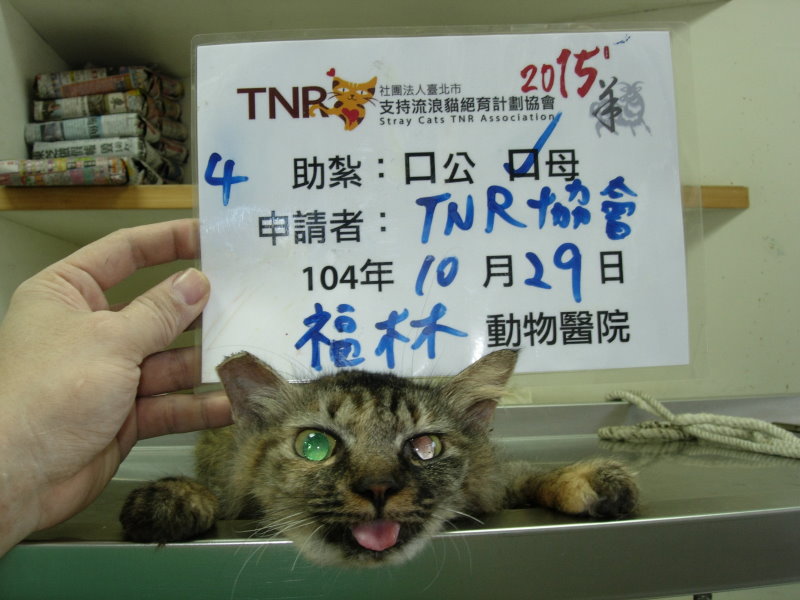 TNR 社團法人臺北市
支持流浪貓絕育計劃協會
Stray Cats TNR Association
2015 羊
4 助紮：口公 口母
申請者：TNR協會
104年10月29日
福林 動物醫院